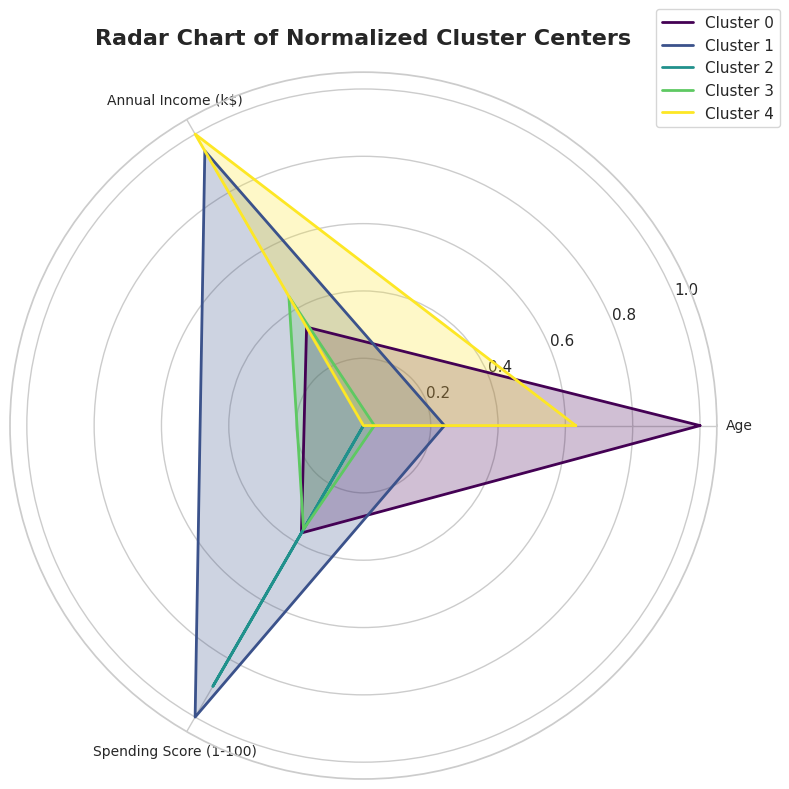 Radar Chart of Normalized Cluster Centers
Cluster 0
Cluster 1
Cluster 2
Cluster 3
Cluster 4
Annual Income (k$)
1.0
0.8
0.6
0.4
0.2
Age
Spending Score (1-100)